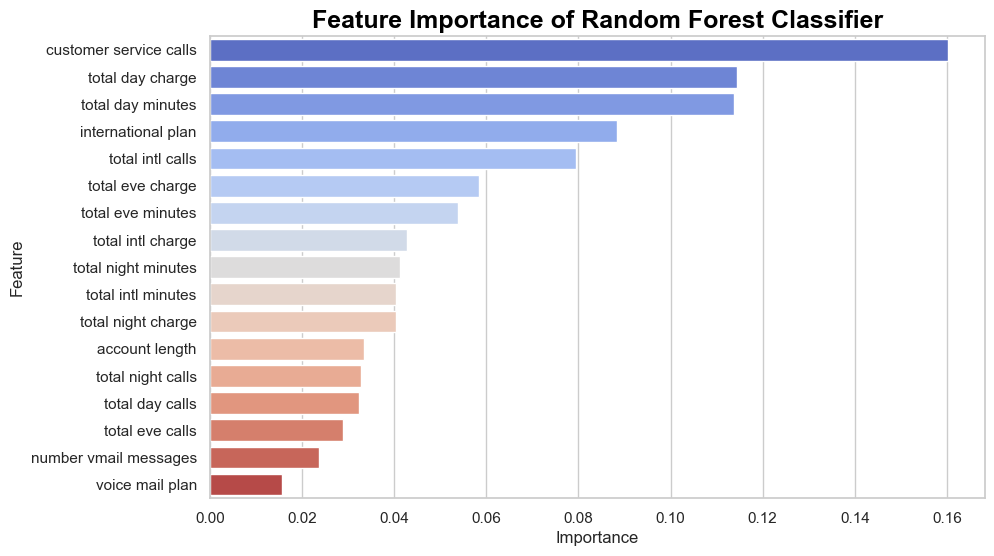 Feature Importance of Random Forest Classifier
customer service calls
total day charge
total day minutes
international plan
total intl calls
total eve charge
total eve minutes
total intl charge
total night minutes
total intl minutes
total night charge
account length
total night calls
total day calls
total eve calls
number vmail messages
voice mail plan
Feature
0.00 0.02 0.04 0.06 0.08 0.10 0.12 0.14 0.16
Importance